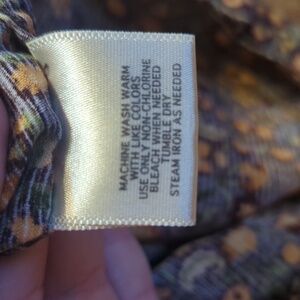 MACHINE WASH WARM
WITH LIKE COLORS
USE ONLY NON-CHLORINE
BLEACH WHEN NEEDED
TUMBLE DRY
STEAM IRON AS NEEDED